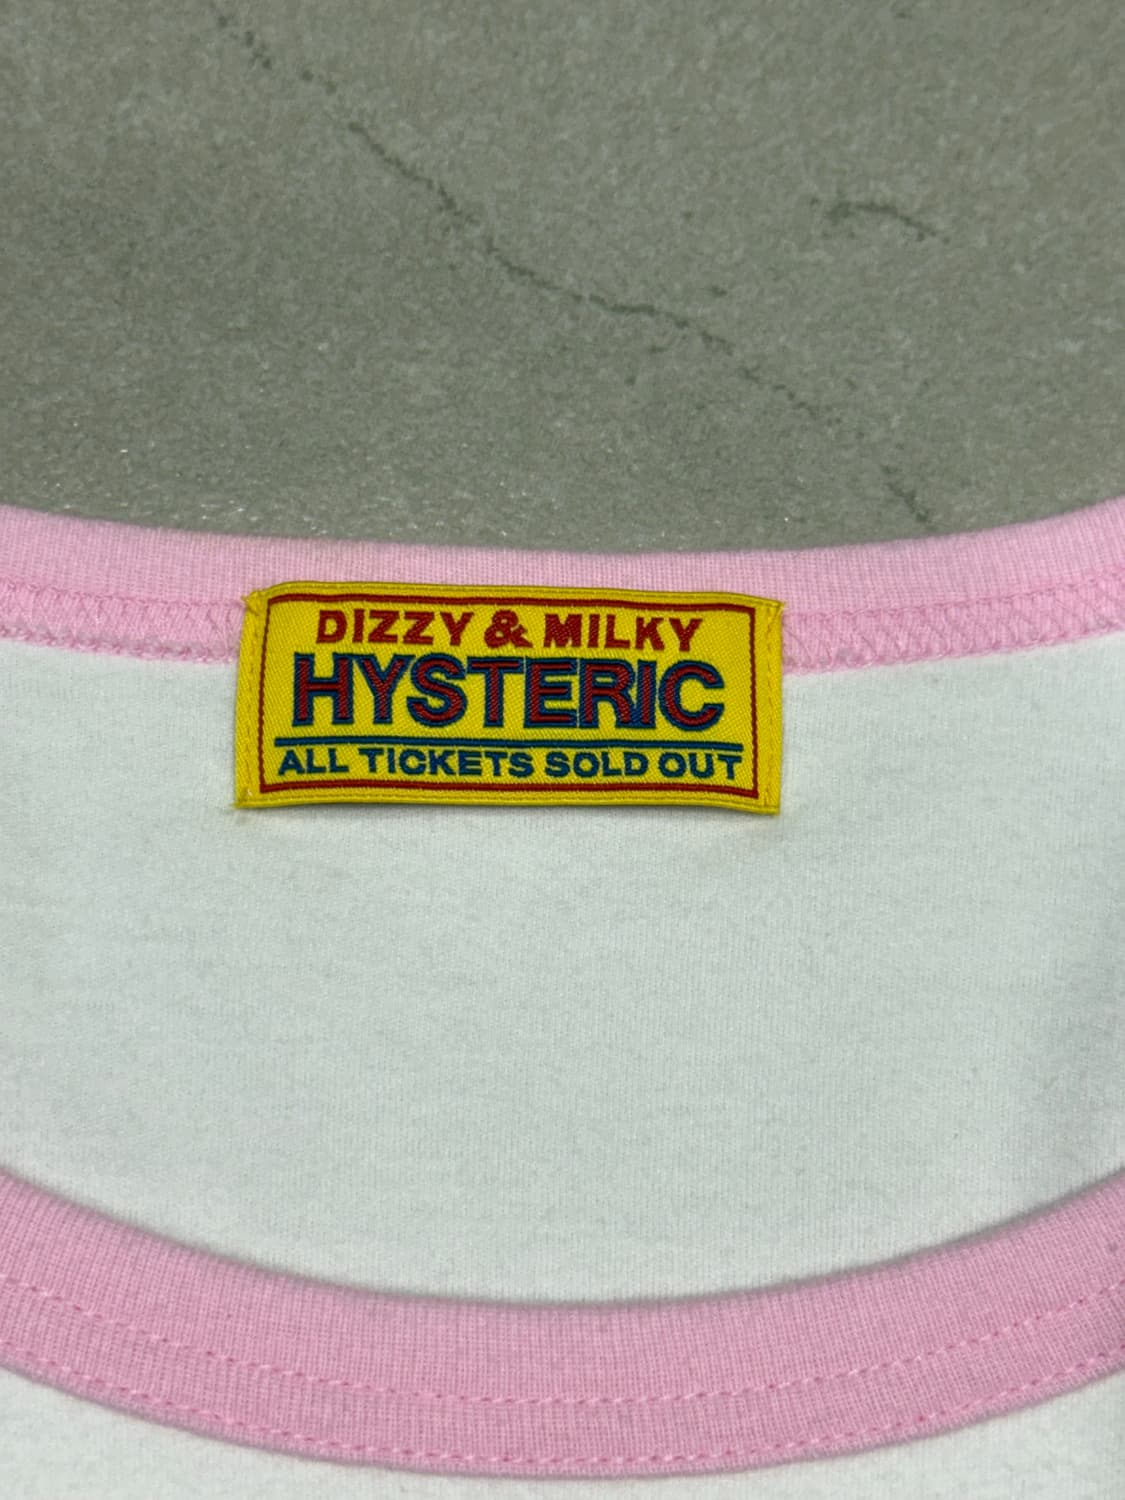 DIZZY & MILKY
HYSTERIC
ALL TICKETS SOLD OUT